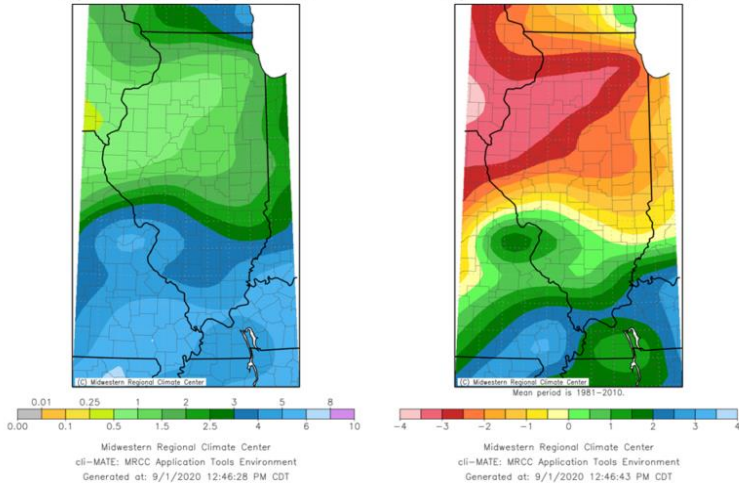 (C) Midwestern Regional Climate Center
0.01 0.25 1 2 3 5 8
0.00 0.1 0.5 1.5 2.5 4 6 10
Midwestern Regional Climate Center
cli-MATE: MRCC Application Tools Environment
Generated at: 9/1/2020 12:46:28 PM CDT
(C) Midwestern Regional Climate Center
Mean period is 1981-2010.
-4 -3 -2 -1 0 1 2 3 4
Midwestern Regional Climate Center
cli-MATE: MRCC Application Tools Environment
Generated at: 9/1/2020 12:46:43 PM CDT